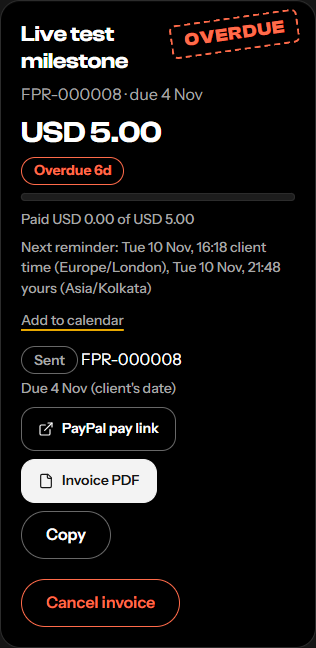 Live test
milestone
OVERDUE
FPR-000008 · due 4 Nov
USD 5.00
Overdue 6d
Paid USD 0.00 of USD 5.00
Next reminder: Tue 10 Nov, 16:18 client
time (Europe/London), Tue 10 Nov, 21:48
yours (Asia/Kolkata)
Add to calendar
Sent FPR-000008
Due 4 Nov (client's date)
PayPal pay link
Invoice PDF
Copy
Cancel invoice